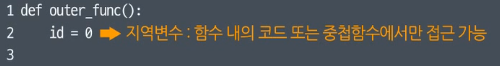 1 def outer_func():
2     id = 0 ➡ 지역변수 : 함수 내의 코드 또는 중첩함수에서만 접근 가능
3